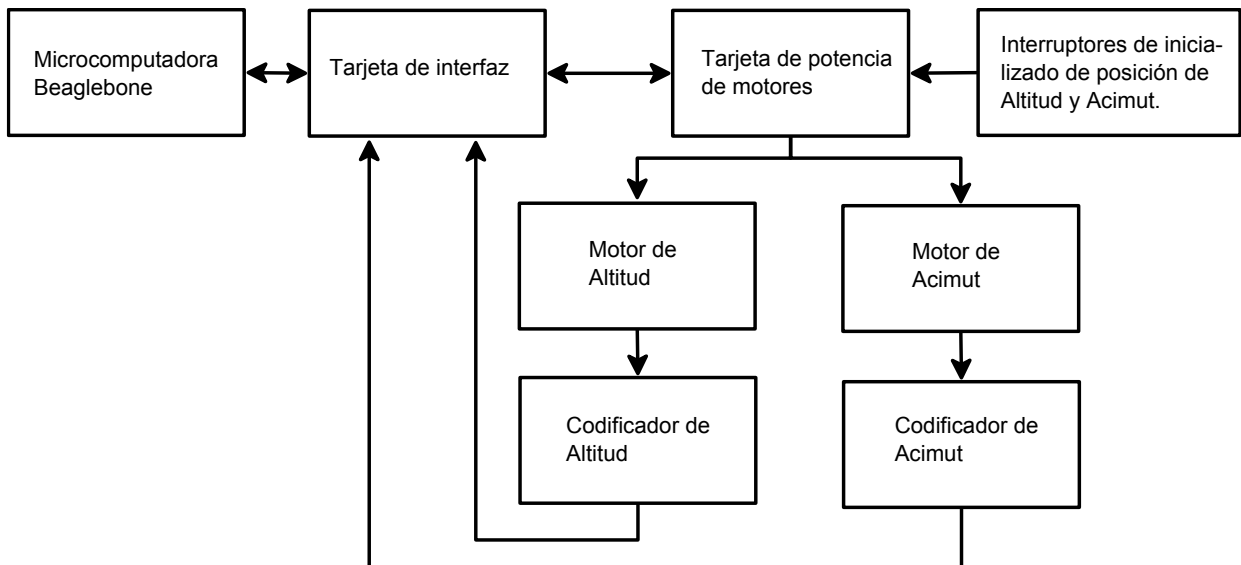 Microcomputadora
Beaglebone
Tarjeta de interfaz
Tarjeta de potencia
de motores
Interruptores de inicia-
lizado de posición de
Altitud y Acimut.
Motor de
Altitud
Motor de
Acimut
Codificador de
Altitud
Codificador de
Acimut